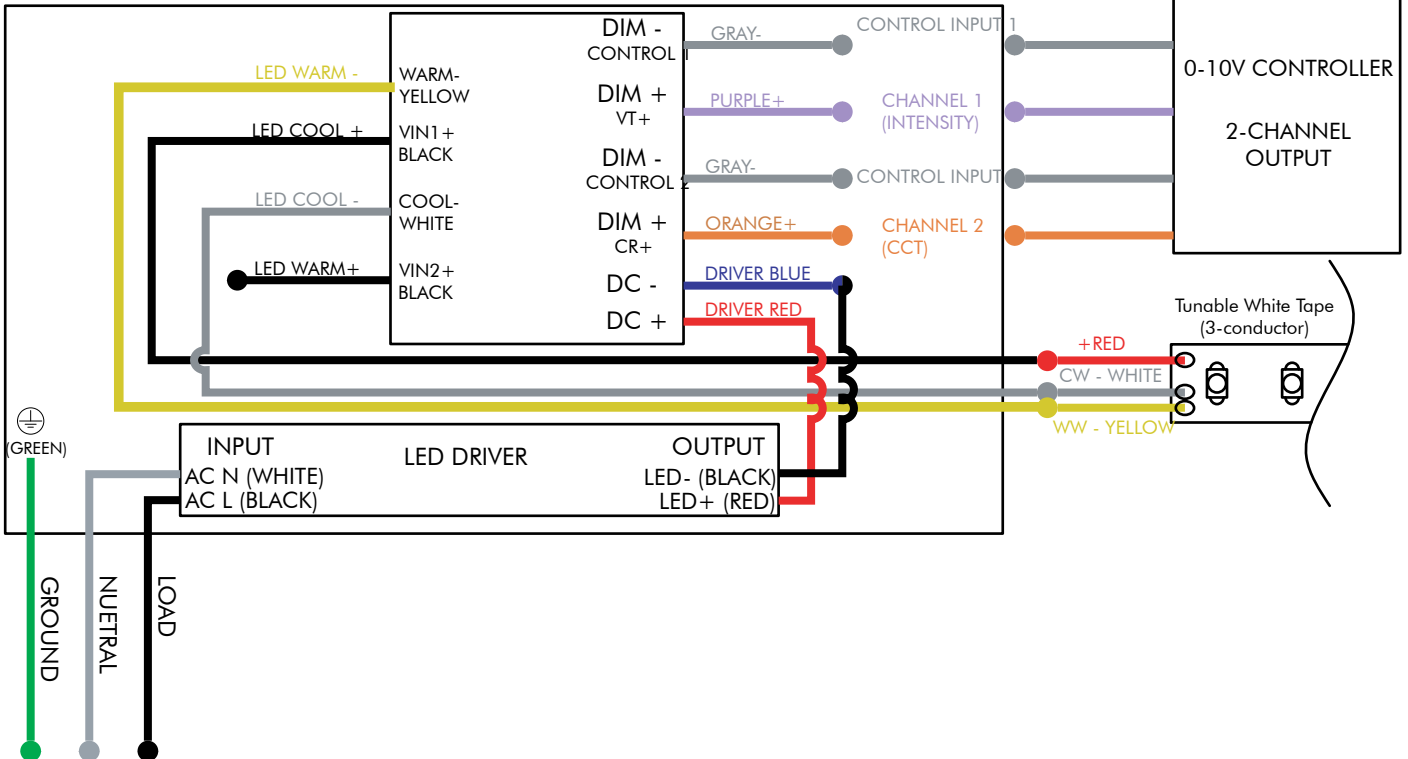 DIM -
CONTROL 1
GRAY-
CONTROL INPUT 1
0-10V CONTROLLER
2-CHANNEL
OUTPUT
LED WARM -
WARM-
YELLOW
DIM +
VT+
PURPLE+
CHANNEL 1
(INTENSITY)
LED COOL +
VIN1+
BLACK
DIM -
CONTROL 2
GRAY-
CONTROL INPUT
LED COOL -
COOL-
WHITE
DIM +
CR+
ORANGE+
CHANNEL 2
(CCT)
LED WARM+
VIN2+
BLACK
DC -
DRIVER BLUE
DC +
DRIVER RED
Tunable White Tape
(3-conductor)
+RED
CW - WHITE
WW - YELLOW
(GREEN)
INPUT
AC N (WHITE)
AC L (BLACK)
LED DRIVER
OUTPUT
LED- (BLACK)
LED+ (RED)
GROUND
NUETRAL
LOAD